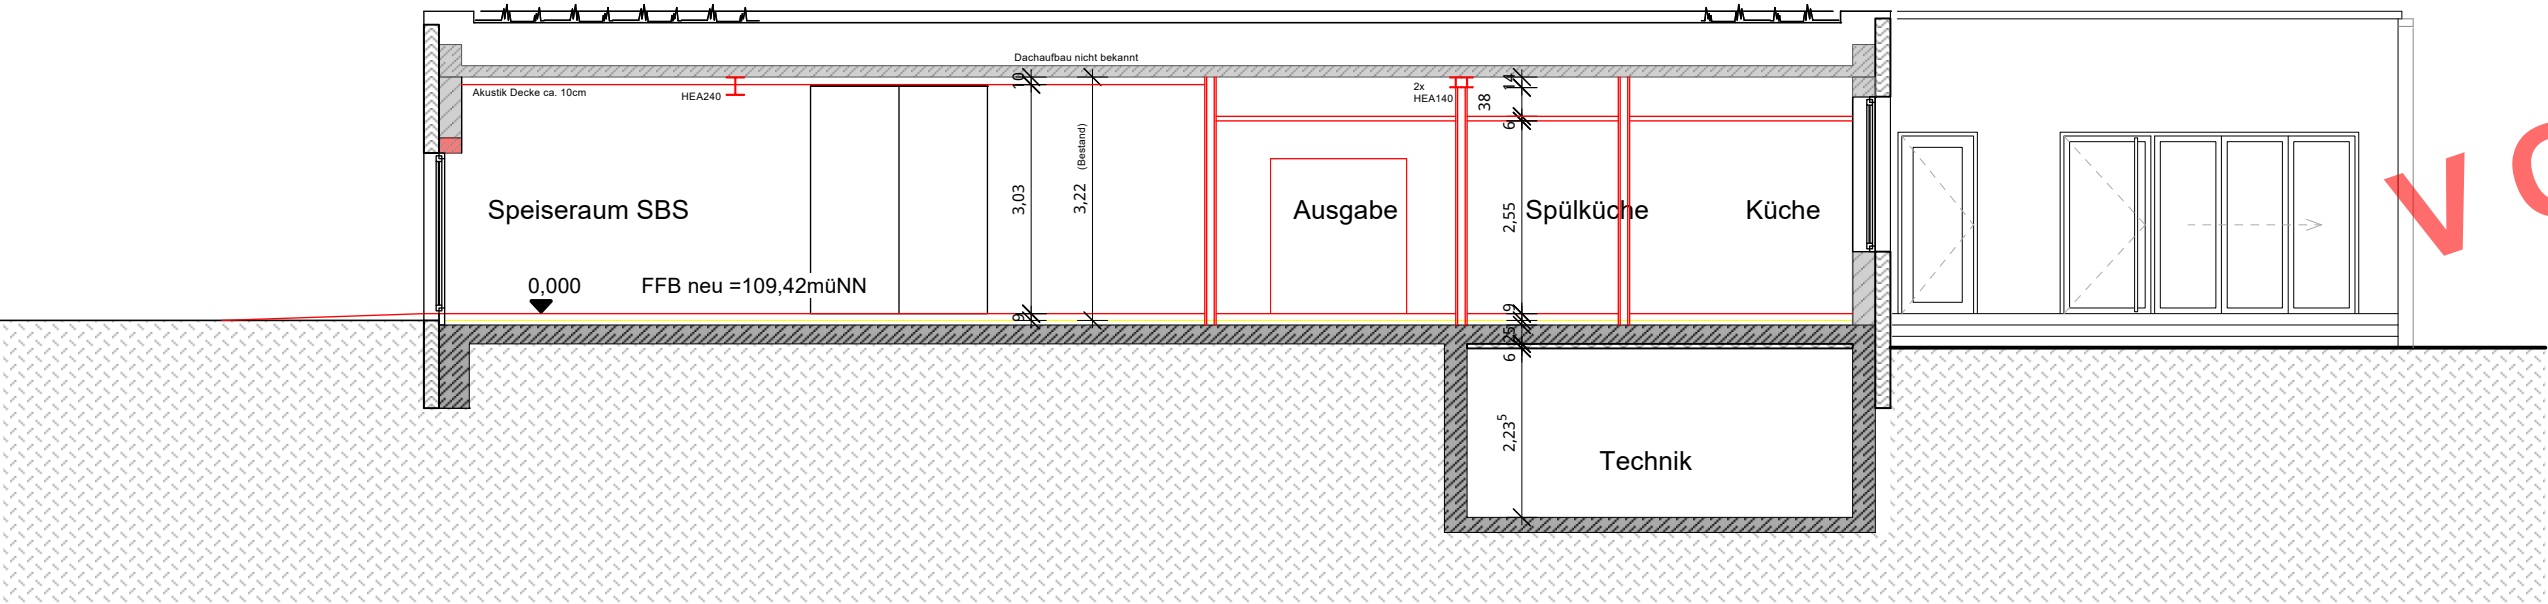 Dachaufbau nicht bekannt
Akustik Decke ca. 10cm
HEA240
10
3,03
9
3,22 (Bestand)
2x
HEA140
38
14
6
2,55
9
25
6
2,23⁵
Speiseraum SBS
Ausgabe
Spülküche
Küche
0,000
FFB neu =109,42müNN
Technik
V